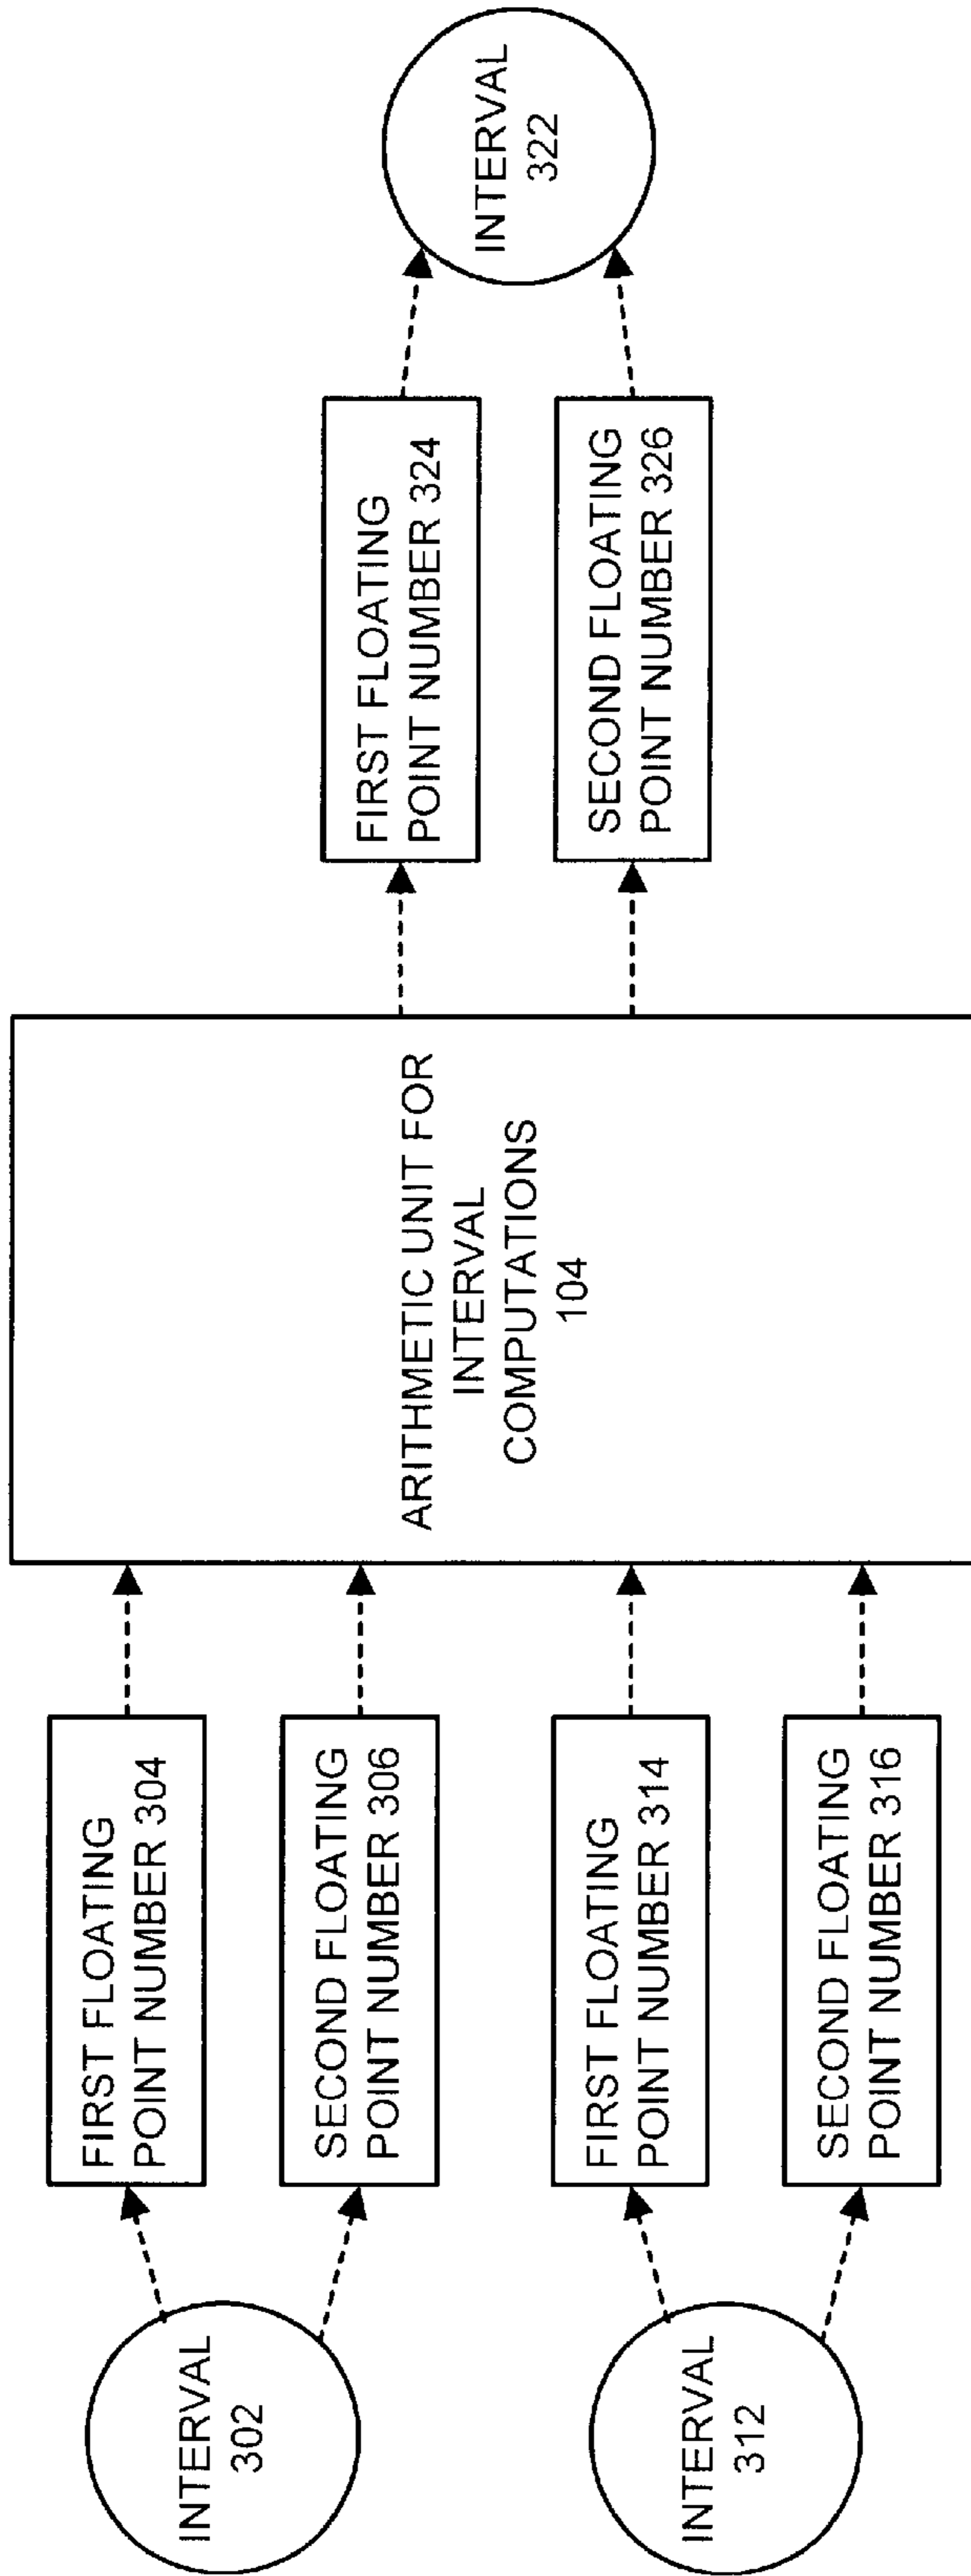 INTERVAL
302
FIRST FLOATING
POINT NUMBER 304
SECOND FLOATING
POINT NUMBER 306
INTERVAL
312
FIRST FLOATING
POINT NUMBER 314
SECOND FLOATING
POINT NUMBER 316
ARITHMETIC UNIT FOR
INTERVAL
COMPUTATIONS
104
FIRST FLOATING
POINT NUMBER 324
SECOND FLOATING
POINT NUMBER 326
INTERVAL
322